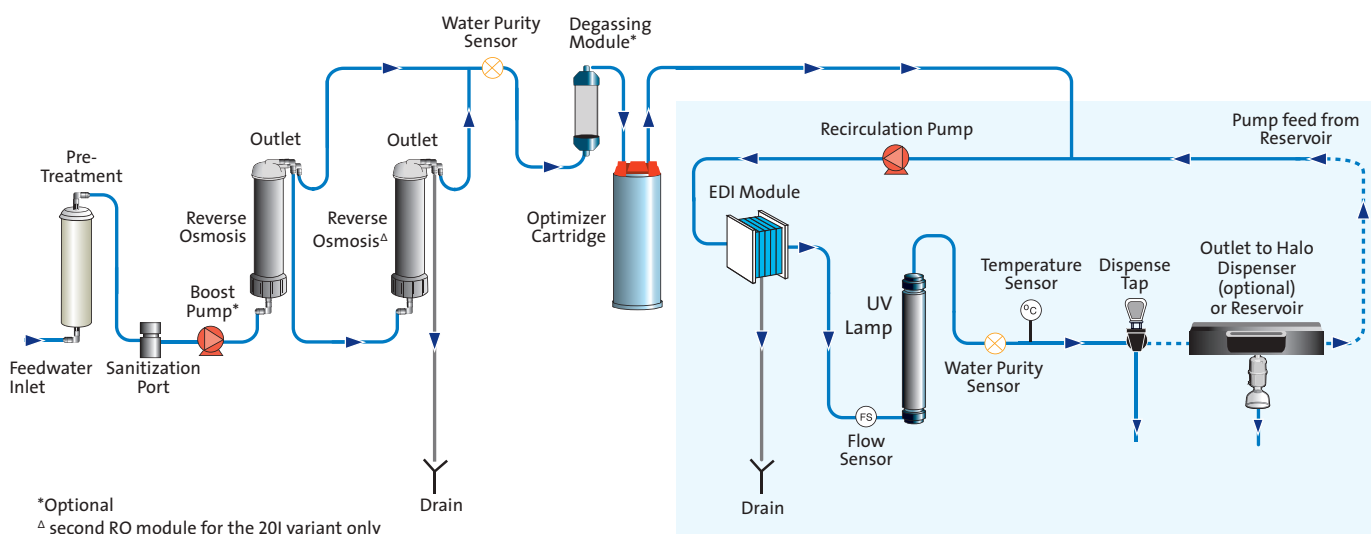 Water Purity
Sensor
Degassing
Module*
Pre-
Treatment
Outlet
Outlet
Recirculation Pump
Pump feed from
Reservoir
EDI Module
Reverse
Osmosis
Reverse
OsmosisΔ
Optimizer
Cartridge
Boost
Pump*
Temperature
Sensor
°C
Dispense
Tap
Outlet to Halo
Dispenser
(optional)
or Reservoir
UV
Lamp
Feedwater
Inlet
Sanitization
Port
Water Purity
Sensor
FS
Flow
Sensor
Drain
Drain
*Optional
Δ second RO module for the 20I variant only